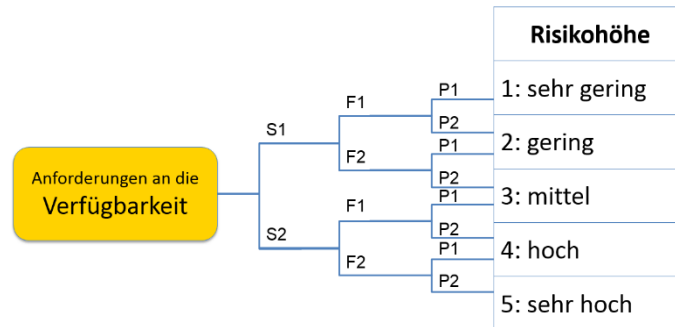 Risikohöhe
P1
1: sehr gering
F1
P2
S1
P1
2: gering
F2
P2
Anforderungen an die
Verfügbarkeit
3: mittel
P1
F1
P2
S2
P1
4: hoch
F2
P2
5: sehr hoch